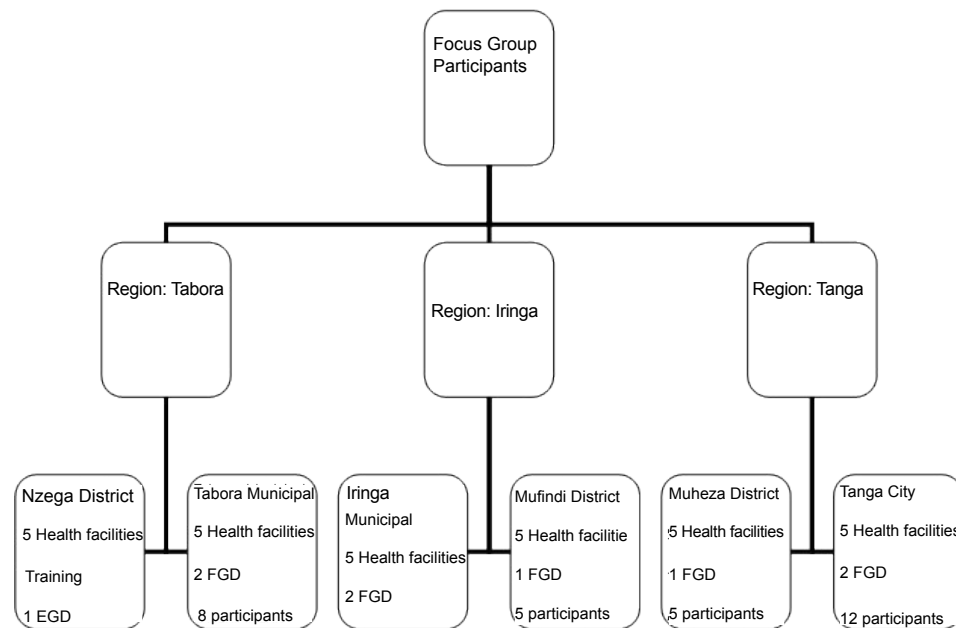 Focus Group
Participants
Region: Tabora
Region: Iringa
Region: Tanga
Nzega District
5 Health facilities
Training
1 EGD
Tabora Municipal
5 Health facilities
2 FGD
8 participants
Iringa
Municipal
5 Health facilities
2 FGD
Mufindi District
5 Health facilitie
1 FGD
5 participants
Muheza District
5 Health facilities
1 FGD
5 participants
Tanga City
5 Health facilities
2 FGD
12 participants